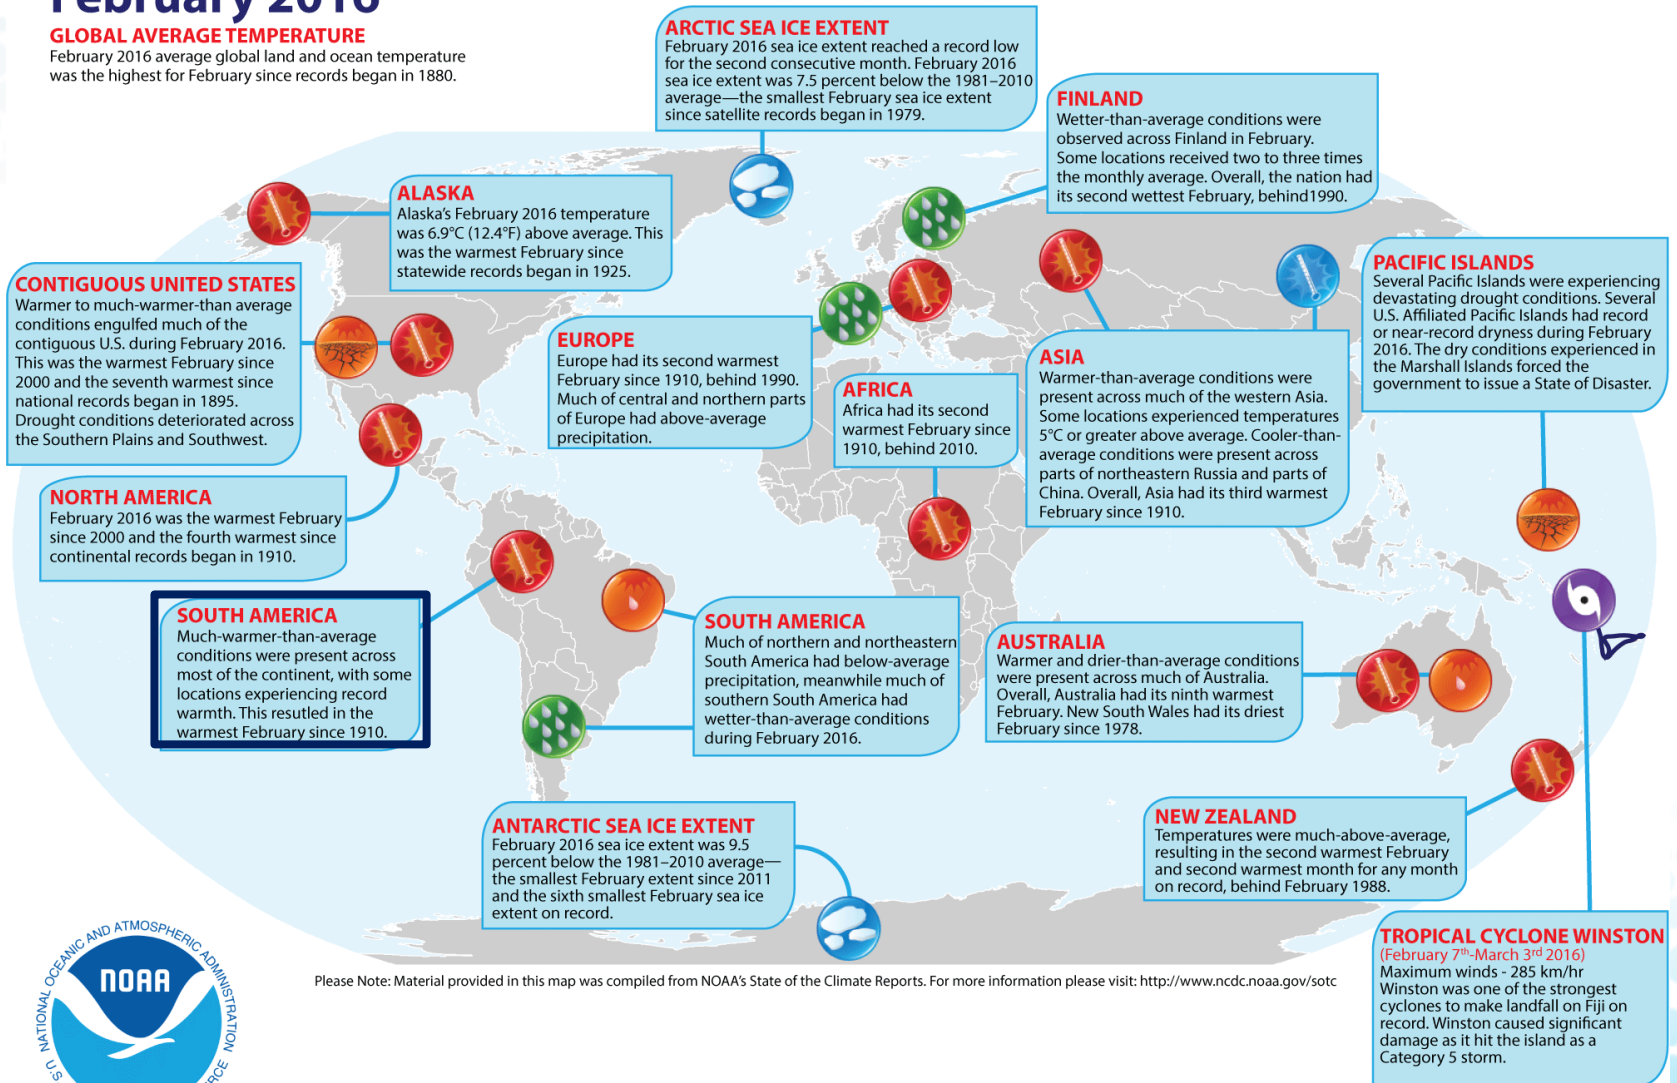 February 2016
GLOBAL AVERAGE TEMPERATURE
February 2016 average global land and ocean temperature
was the highest for February since records began in 1880.
ARCTIC SEA ICE EXTENT
February 2016 sea ice extent reached a record low
for the second consecutive month. February 2016
sea ice extent was 7.5 percent below the 1981–2010
average—the smallest February sea ice extent
since satellite records began in 1979.
FINLAND
Wetter-than-average conditions were
observed across Finland in February.
Some locations received two to three times
the monthly average. Overall, the nation had
its second wettest February, behind1990.
ALASKA
Alaska's February 2016 temperature
was 6.9°C (12.4°F) above average. This
was the warmest February since
statewide records began in 1925.
CONTIGUOUS UNITED STATES
Warmer to much-warmer-than average
conditions engulfed much of the
contiguous U.S. during February 2016.
This was the warmest February since
2000 and the seventh warmest since
national records began in 1895.
Drought conditions deteriorated across
the Southern Plains and Southwest.
PACIFIC ISLANDS
Several Pacific Islands were experiencing
devastating drought conditions. Several
U.S. Affiliated Pacific Islands had record
or near-record dryness during February
2016. The dry conditions experienced in
the Marshall Islands forced the
government to issue a State of Disaster.
EUROPE
Europe had its second warmest
February since 1910, behind 1990.
Much of central and northern parts
of Europe had above-average
precipitation.
ASIA
Warmer-than-average conditions were
present across much of the western Asia.
Some locations experienced temperatures
5°C or greater above average. Cooler-than-
average conditions were present across
parts of northeastern Russia and parts of
China. Overall, Asia had its third warmest
February since 1910.
AFRICA
Africa had its second
warmest February since
1910, behind 2010.
NORTH AMERICA
February 2016 was the warmest February
since 2000 and the fourth warmest since
continental records began in 1910.
SOUTH AMERICA
Much-warmer-than-average
conditions were present across
most of the continent, with some
locations experiencing record
warmth. This resutled in the
warmest February since 1910.
SOUTH AMERICA
Much of northern and northeastern
South America had below-average
precipitation, meanwhile much of
southern South America had
wetter-than-average conditions
during February 2016.
AUSTRALIA
Warmer and drier-than-average conditions
were present across much of Australia.
Overall, Australia had its ninth warmest
February. New South Wales had its driest
February since 1978.
NEW ZEALAND
Temperatures were much-above-average,
resulting in the second warmest February
and second warmest month for any month
on record, behind February 1988.
ANTARCTIC SEA ICE EXTENT
February 2016 sea ice extent was 9.5
percent below the 1981–2010 average—
the smallest February extent since 2011
and the sixth smallest February sea ice
extent on record.
TROPICAL CYCLONE WINSTON
(February 7th-March 3rd 2016)
Maximum winds - 285 km/hr
Winston was one of the strongest
cyclones to make landfall on Fiji on
record. Winston caused significant
damage as it hit the island as a
Category 5 storm.
NATIONAL OCEANIC AND ATMOSPHERIC ADMINISTRATION
NOAA
U.S.
Please Note: Material provided in this map was compiled from NOAA's State of the Climate Reports. For more information please visit: http://www.ncdc.noaa.gov/sotc